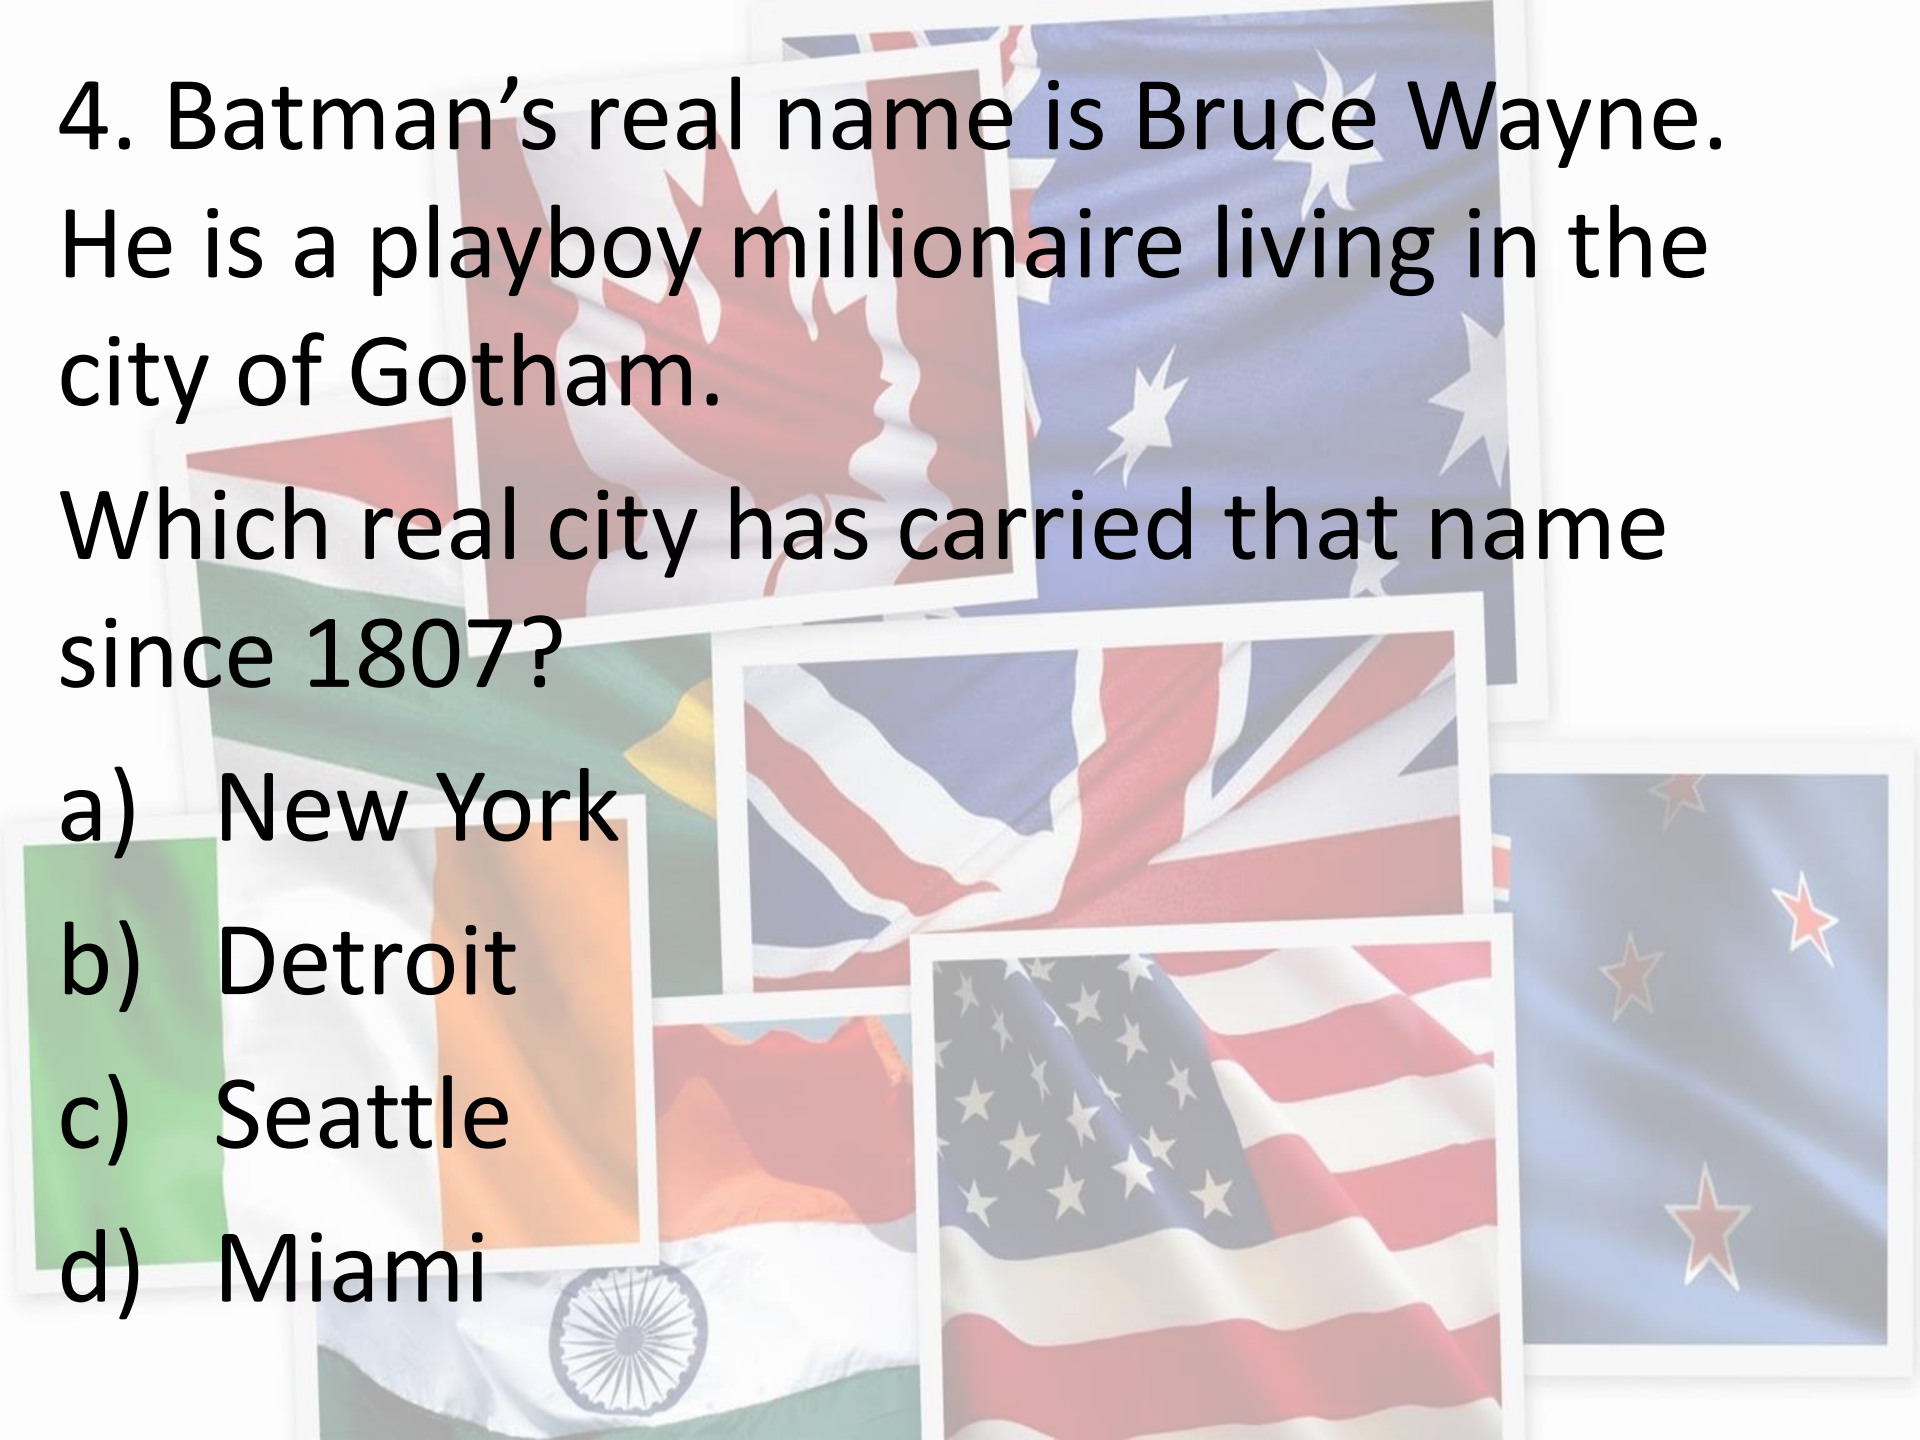 4. Batman’s real name is Bruce Wayne.
He is a playboy millionaire living in the
city of Gotham.
Which real city has carried that name
since 1807?
a) New York
b) Detroit
c) Seattle
d) Miami